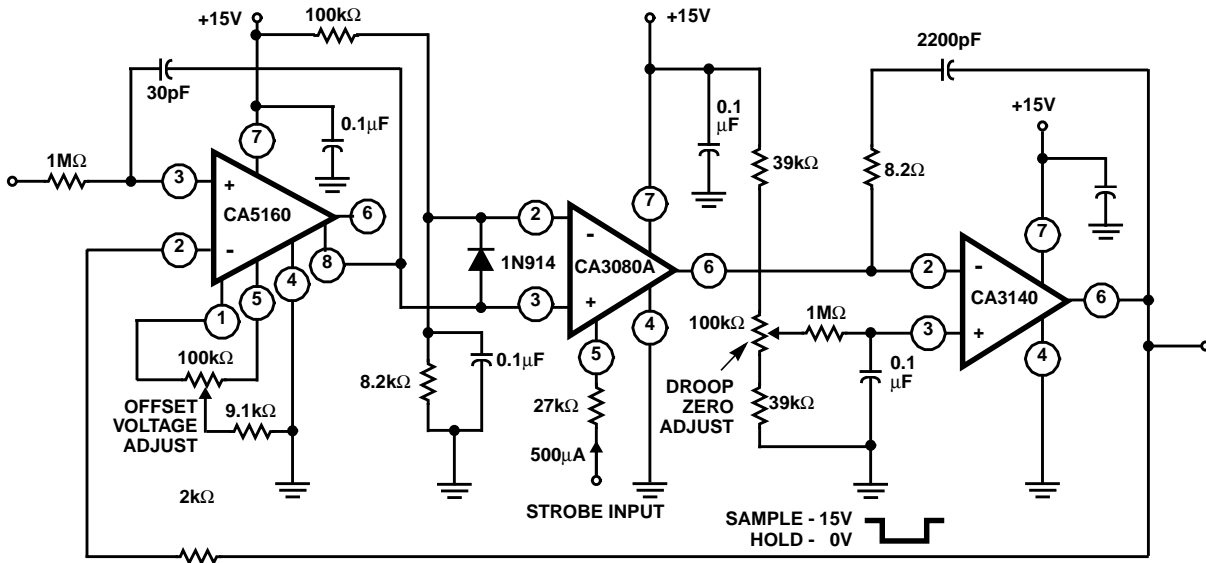 +15V
100kΩ
30pF
0.1μF
7
1MΩ
3
+
CA5160
6
2
-
8
4
5
1
100kΩ
OFFSET
VOLTAGE
ADJUST
9.1kΩ
2kΩ
8.2kΩ
0.1μF
1N914
2
-
CA3080A
3
+
5
27kΩ
500μA
STROBE INPUT
+15V
0.1
μF
7
39kΩ
6
4
100kΩ
DROOP
ZERO
ADJUST
1MΩ
39kΩ
0.1
μF
2200pF
8.2Ω
+15V
7
2
-
CA3140
6
3
+
4
SAMPLE - 15V
HOLD - 0V